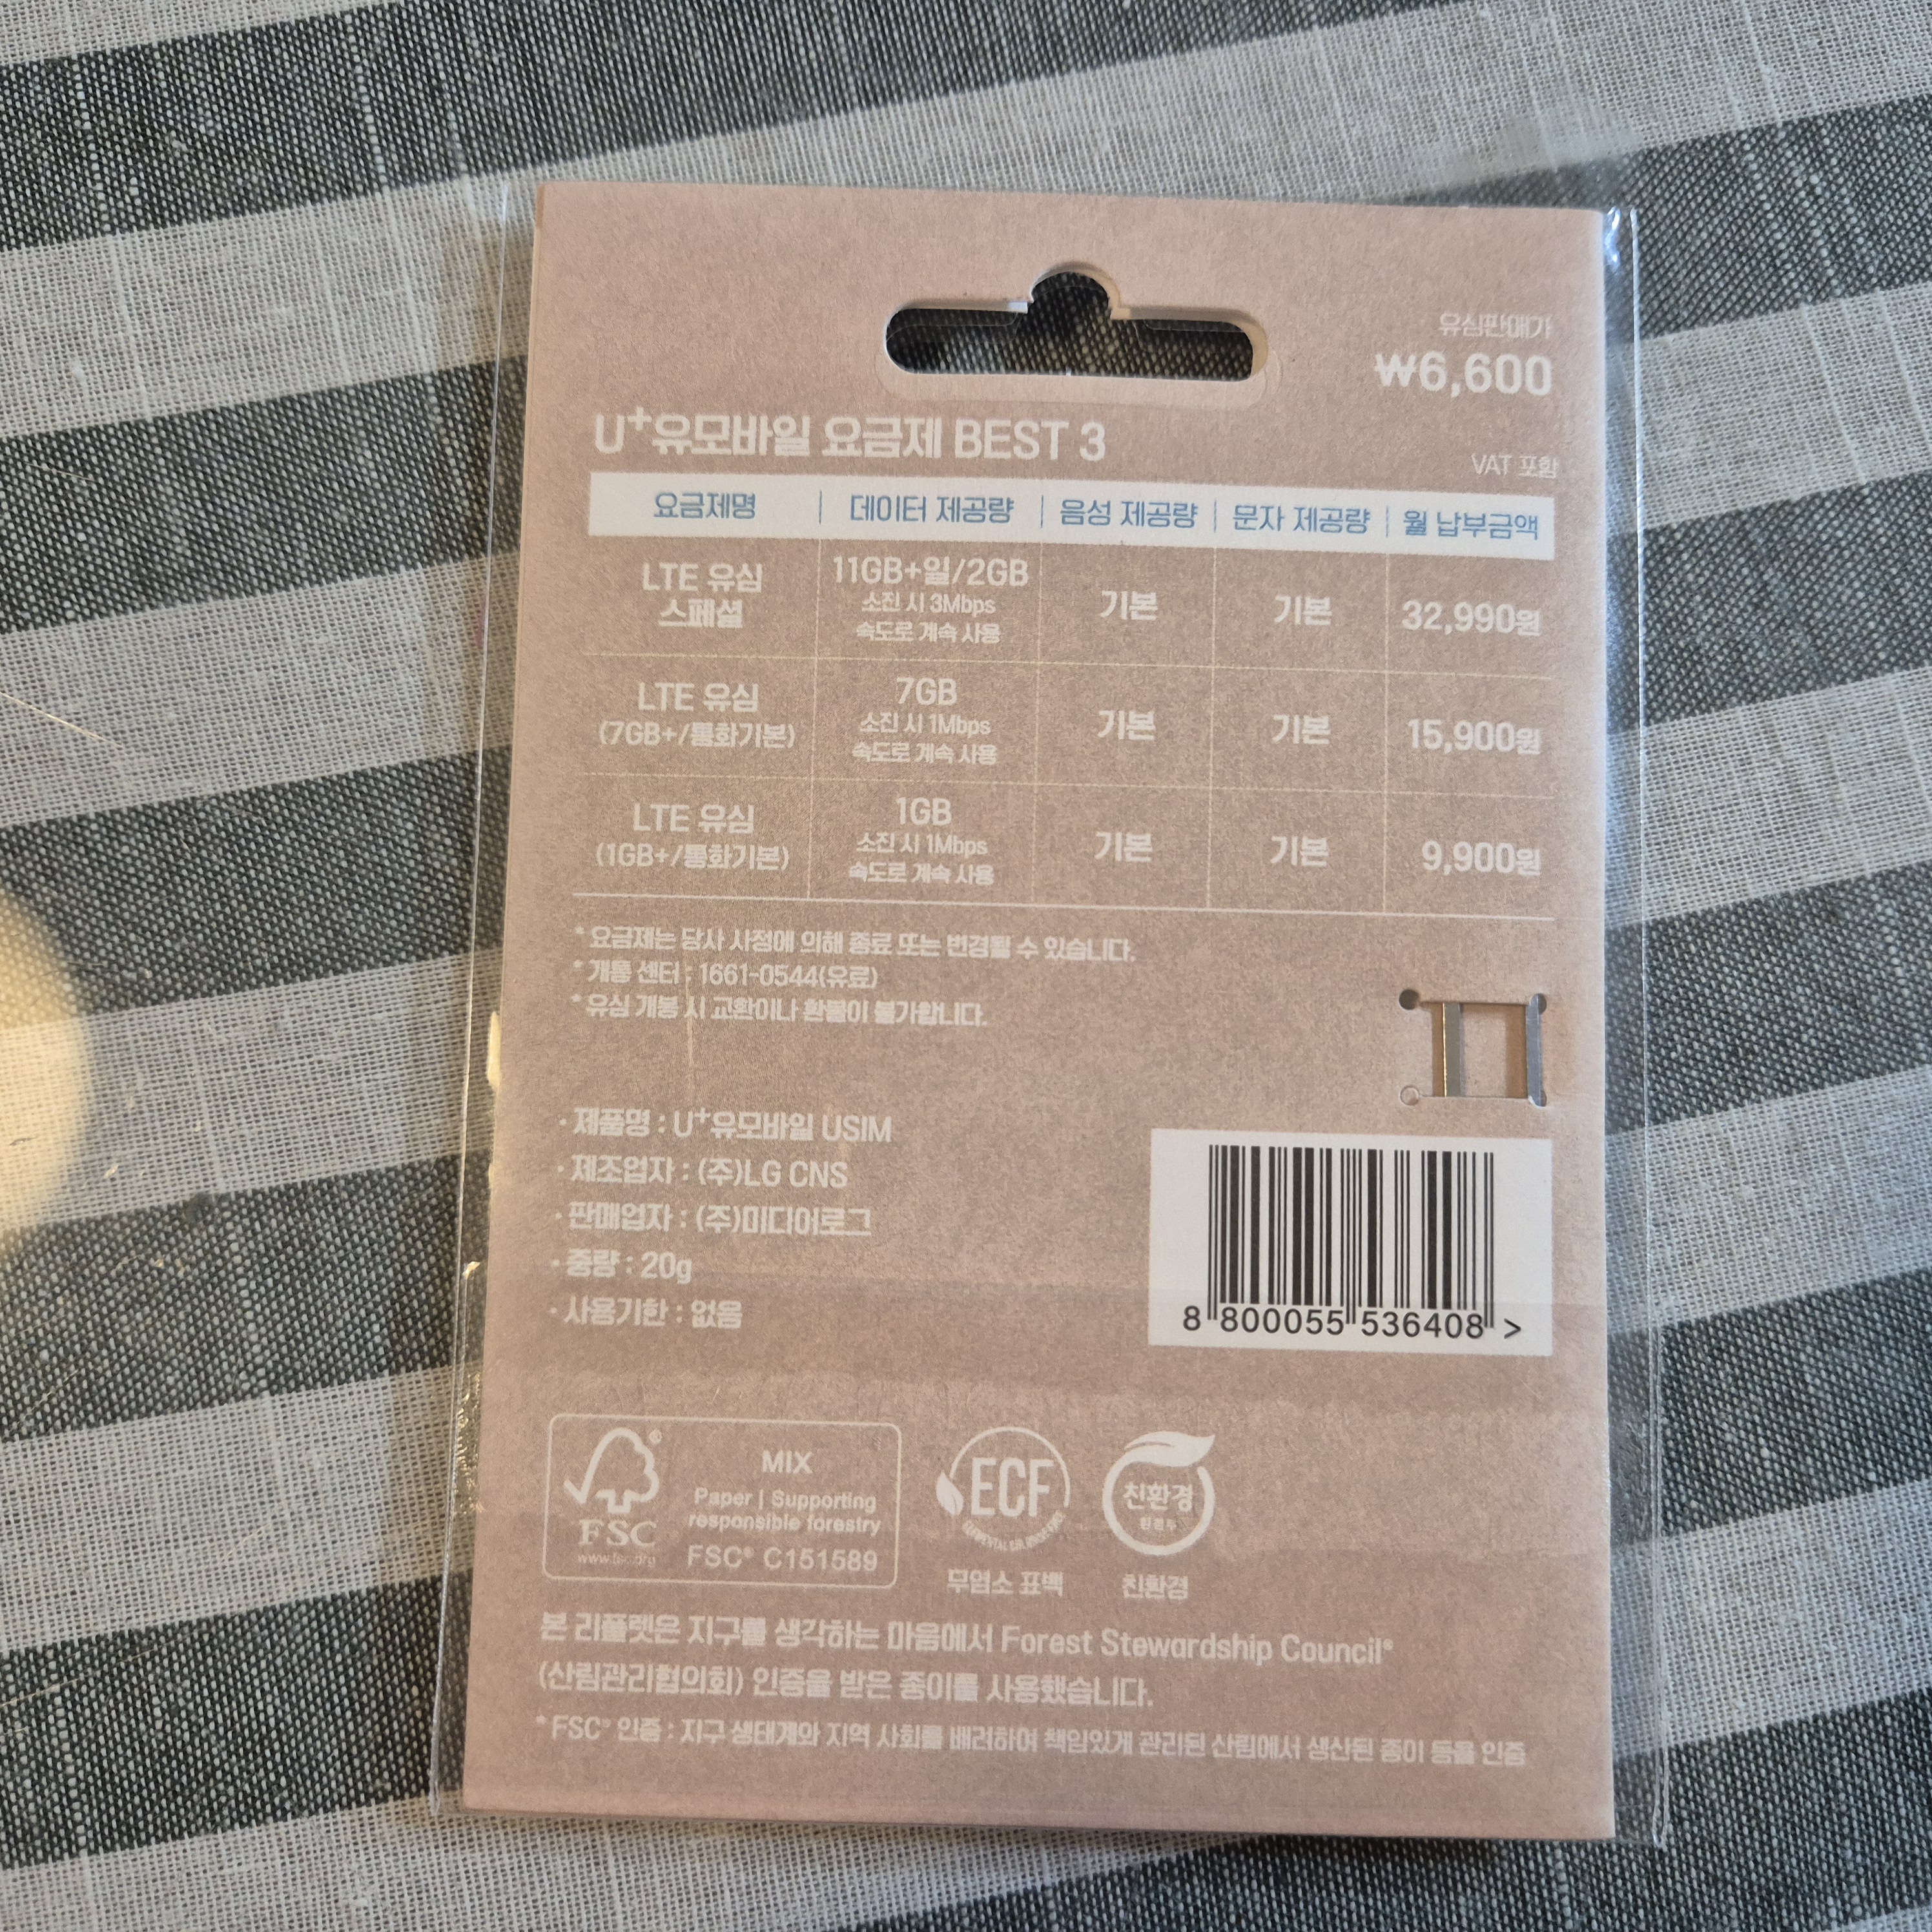 유심판매가
₩6,600
U+유모바일 요금제 BEST 3
VAT 포함
요금제명 데이터 제공량 음성 제공량 문자 제공량 월 납부금액
LTE 유심
스페셜
11GB+일/2GB
소진 시 3Mbps
속도로 계속 사용
기본
기본
32,990원
LTE 유심
(7GB+/통화기본)
7GB
소진 시 1Mbps
속도로 계속 사용
기본
기본
15,900원
LTE 유심
(1GB+/통화기본)
1GB
소진 시 1Mbps
속도로 계속 사용
기본
기본
9,900원
* 요금제는 당사 사정에 의해 종료 또는 변경될 수 있습니다.
* 개통 센터 : 1661-0544(유료)
* 유심 개봉 시 교환이나 환불이 불가합니다.
· 제품명 : U+유모바일 USIM
· 제조업자 : (주)LG CNS
· 판매업자 : (주)미디어로그
· 중량 : 20g
· 사용기한 : 없음
8 800055 536408 >
FSC
www.fsc.org
MIX
Paper | Supporting
responsible forestry
FSC® C151589
ECF
무염소 표백
친환경
친환경
본 리플렛은 지구를 생각하는 마음에서 Forest Stewardship Council®
(산림관리협의회) 인증을 받은 종이를 사용했습니다.
* FSC® 인증 : 지구 생태계와 지역 사회를 배려하여 책임있게 관리된 산림에서 생산된 종이 등을 인증